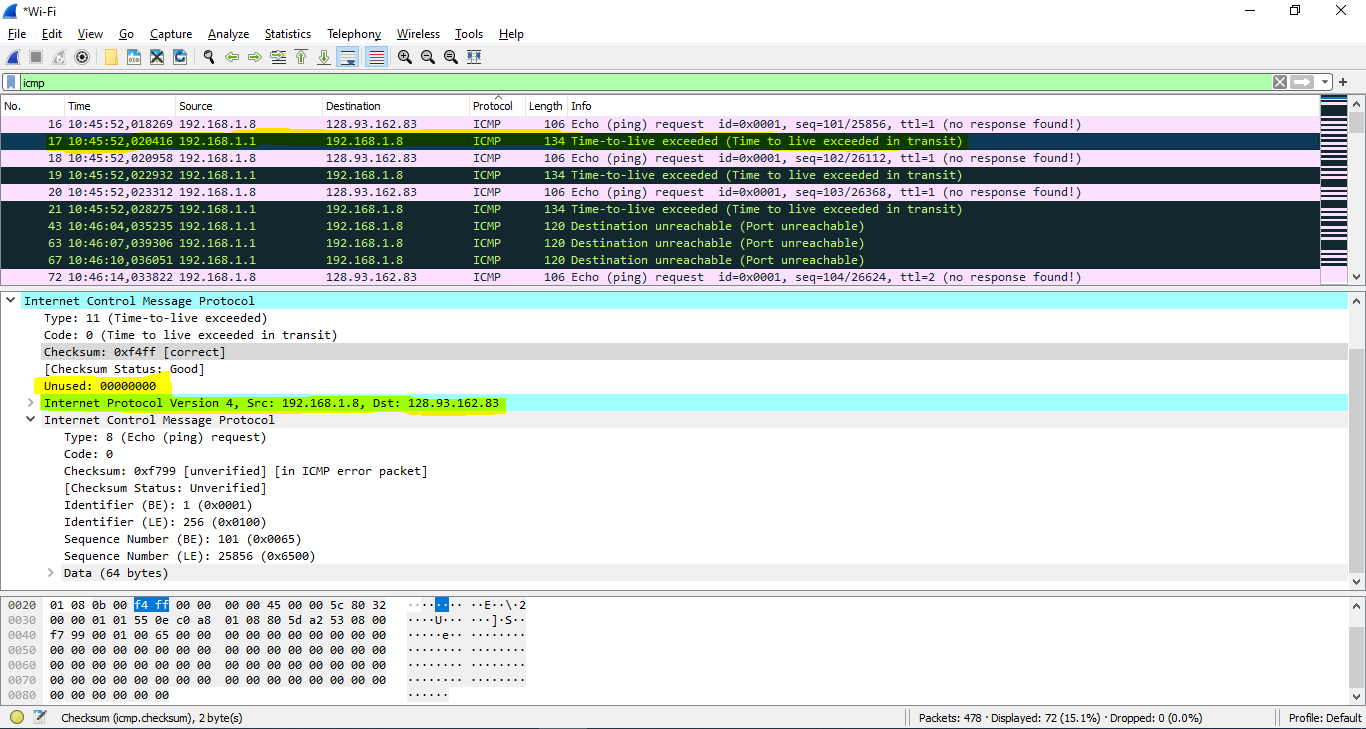 *Wi-Fi
File Edit View Go Capture Analyze Statistics Telephony Wireless Tools Help
icmp
No. Time Source Destination Protocol Length Info
16 10:45:52,018269 192.168.1.8 128.93.162.83 ICMP 106 Echo (ping) request id=0x0001, seq=101/25856, ttl=1 (no response found!)
17 10:45:52,020416 192.168.1.1 192.168.1.8 ICMP 134 Time-to-live exceeded (Time to live exceeded in transit)
18 10:45:52,020958 192.168.1.8 128.93.162.83 ICMP 106 Echo (ping) request id=0x0001, seq=102/26112, ttl=1 (no response found!)
19 10:45:52,022932 192.168.1.1 192.168.1.8 ICMP 134 Time-to-live exceeded (Time to live exceeded in transit)
20 10:45:52,023312 192.168.1.8 128.93.162.83 ICMP 106 Echo (ping) request id=0x0001, seq=103/26368, ttl=1 (no response found!)
21 10:45:52,028275 192.168.1.1 192.168.1.8 ICMP 134 Time-to-live exceeded (Time to live exceeded in transit)
43 10:46:04,035235 192.168.1.1 192.168.1.8 ICMP 120 Destination unreachable (Port unreachable)
63 10:46:07,039306 192.168.1.1 192.168.1.8 ICMP 120 Destination unreachable (Port unreachable)
67 10:46:10,036051 192.168.1.1 192.168.1.8 ICMP 120 Destination unreachable (Port unreachable)
72 10:46:14,033822 192.168.1.8 128.93.162.83 ICMP 106 Echo (ping) request id=0x0001, seq=104/26624, ttl=2 (no response found!)
Internet Control Message Protocol
Type: 11 (Time-to-live exceeded)
Code: 0 (Time to live exceeded in transit)
Checksum: 0xf4ff [correct]
[Checksum Status: Good]
Unused: 00000000
Internet Protocol Version 4, Src: 192.168.1.8, Dst: 128.93.162.83
Internet Control Message Protocol
Type: 8 (Echo (ping) request)
Code: 0
Checksum: 0xf799 [unverified] [in ICMP error packet]
[Checksum Status: Unverified]
Identifier (BE): 1 (0x0001)
Identifier (LE): 256 (0x0100)
Sequence Number (BE): 101 (0x0065)
Sequence Number (LE): 25856 (0x6500)
Data (64 bytes)
0020 01 08 0b 00 f4 ff 00 00 00 00 45 00 00 5c 80 32 ········ ··E··\·2
0030 00 00 01 01 55 0e c0 a8 01 08 80 5d a2 53 08 00 ····U··· ···]·S··
0040 f7 99 00 01 00 65 00 00 00 00 00 00 00 00 00 00 ·····e·· ········
0050 00 00 00 00 00 00 00 00 00 00 00 00 00 00 00 00 ········ ········
0060 00 00 00 00 00 00 00 00 00 00 00 00 00 00 00 00 ········ ········
0070 00 00 00 00 00 00 00 00 00 00 00 00 00 00 00 00 ········ ········
0080 00 00 00 00 00 00 ······
Checksum (icmp.checksum), 2 byte(s) Packets: 478 · Displayed: 72 (15.1%) · Dropped: 0 (0.0%) Profile: Default